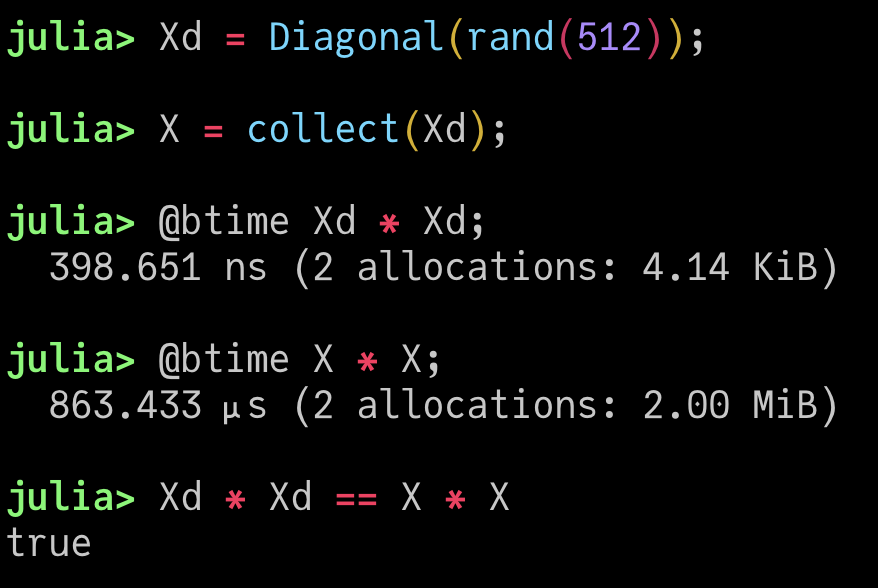 julia> Xd = Diagonal(rand(512));
julia> X = collect(Xd);
julia> @btime Xd * Xd;
398.651 ns (2 allocations: 4.14 KiB)
julia> @btime X * X;
863.433 μs (2 allocations: 2.00 MiB)
julia> Xd * Xd == X * X
true